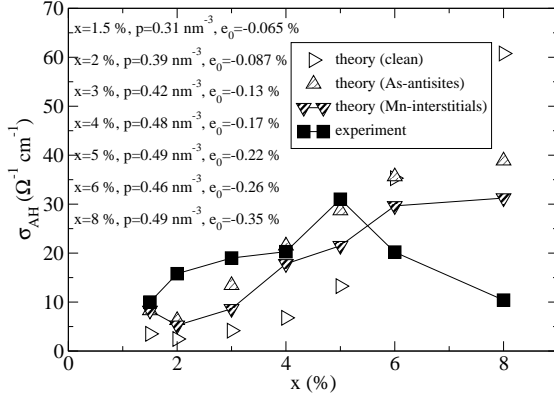 70
60
50
40
30
20
10
0
σ_AH (Ω⁻¹ cm⁻¹)
x=1.5 %, p=0.31 nm⁻³, e₀=-0.065 %
x=2 %, p=0.39 nm⁻³, e₀=-0.087 %
x=3 %, p=0.42 nm⁻³, e₀=-0.13 %
x=4 %, p=0.48 nm⁻³, e₀=-0.17 %
x=5 %, p=0.49 nm⁻³, e₀=-0.22 %
x=6 %, p=0.46 nm⁻³, e₀=-0.26 %
x=8 %, p=0.49 nm⁻³, e₀=-0.35 %
theory (clean)
theory (As-antisites)
theory (Mn-interstitials)
experiment
0 2 4 6 8
x (%)